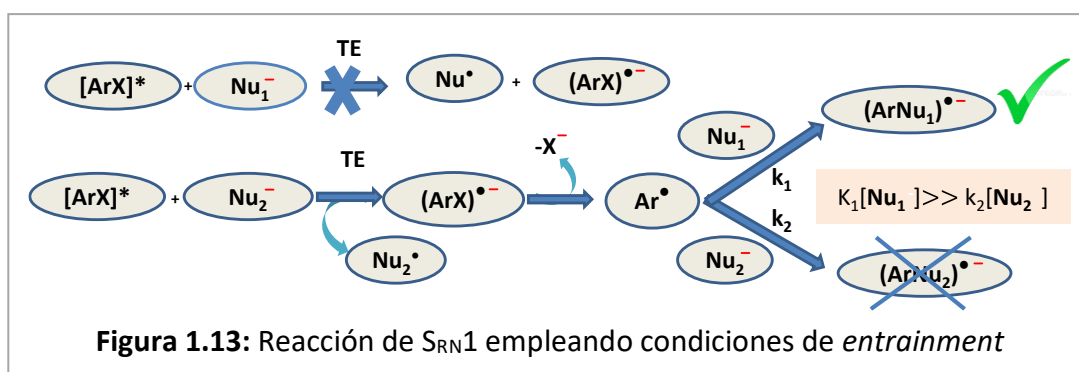 TE
[ArX]* + Nu₁⁻ Nu• + (ArX)•⁻
(ArNu₁)•⁻
Nu₁⁻
-X⁻
TE
k₁
[ArX]* + Nu₂⁻ (ArX)•⁻ Ar•
K₁[Nu₁ ]>> k₂[Nu₂ ]
k₂
Nu₂•
Nu₂⁻
(ArNu₂)•⁻
Figura 1.13: Reacción de SRN1 empleando condiciones de entrainment